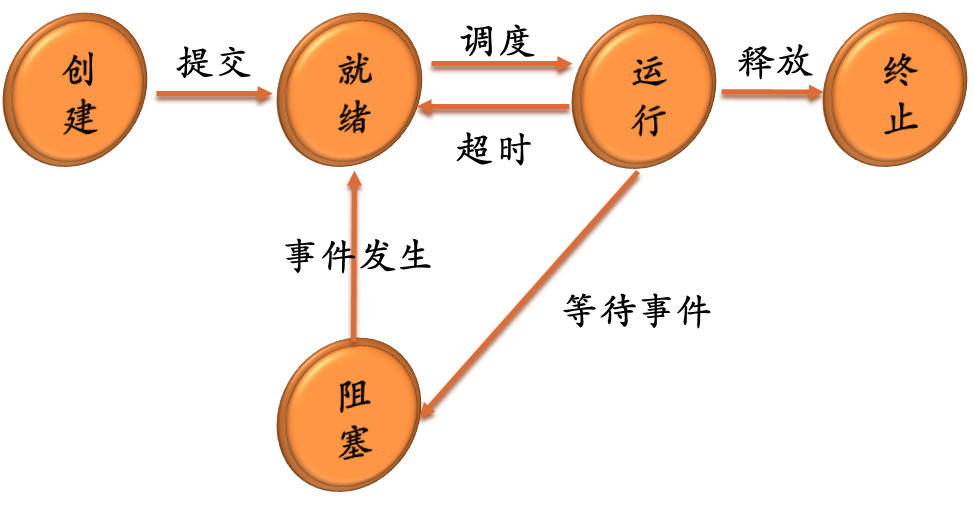 创建
提交
就绪
调度
运行
释放
终止
超时
事件发生
等待事件
阻塞